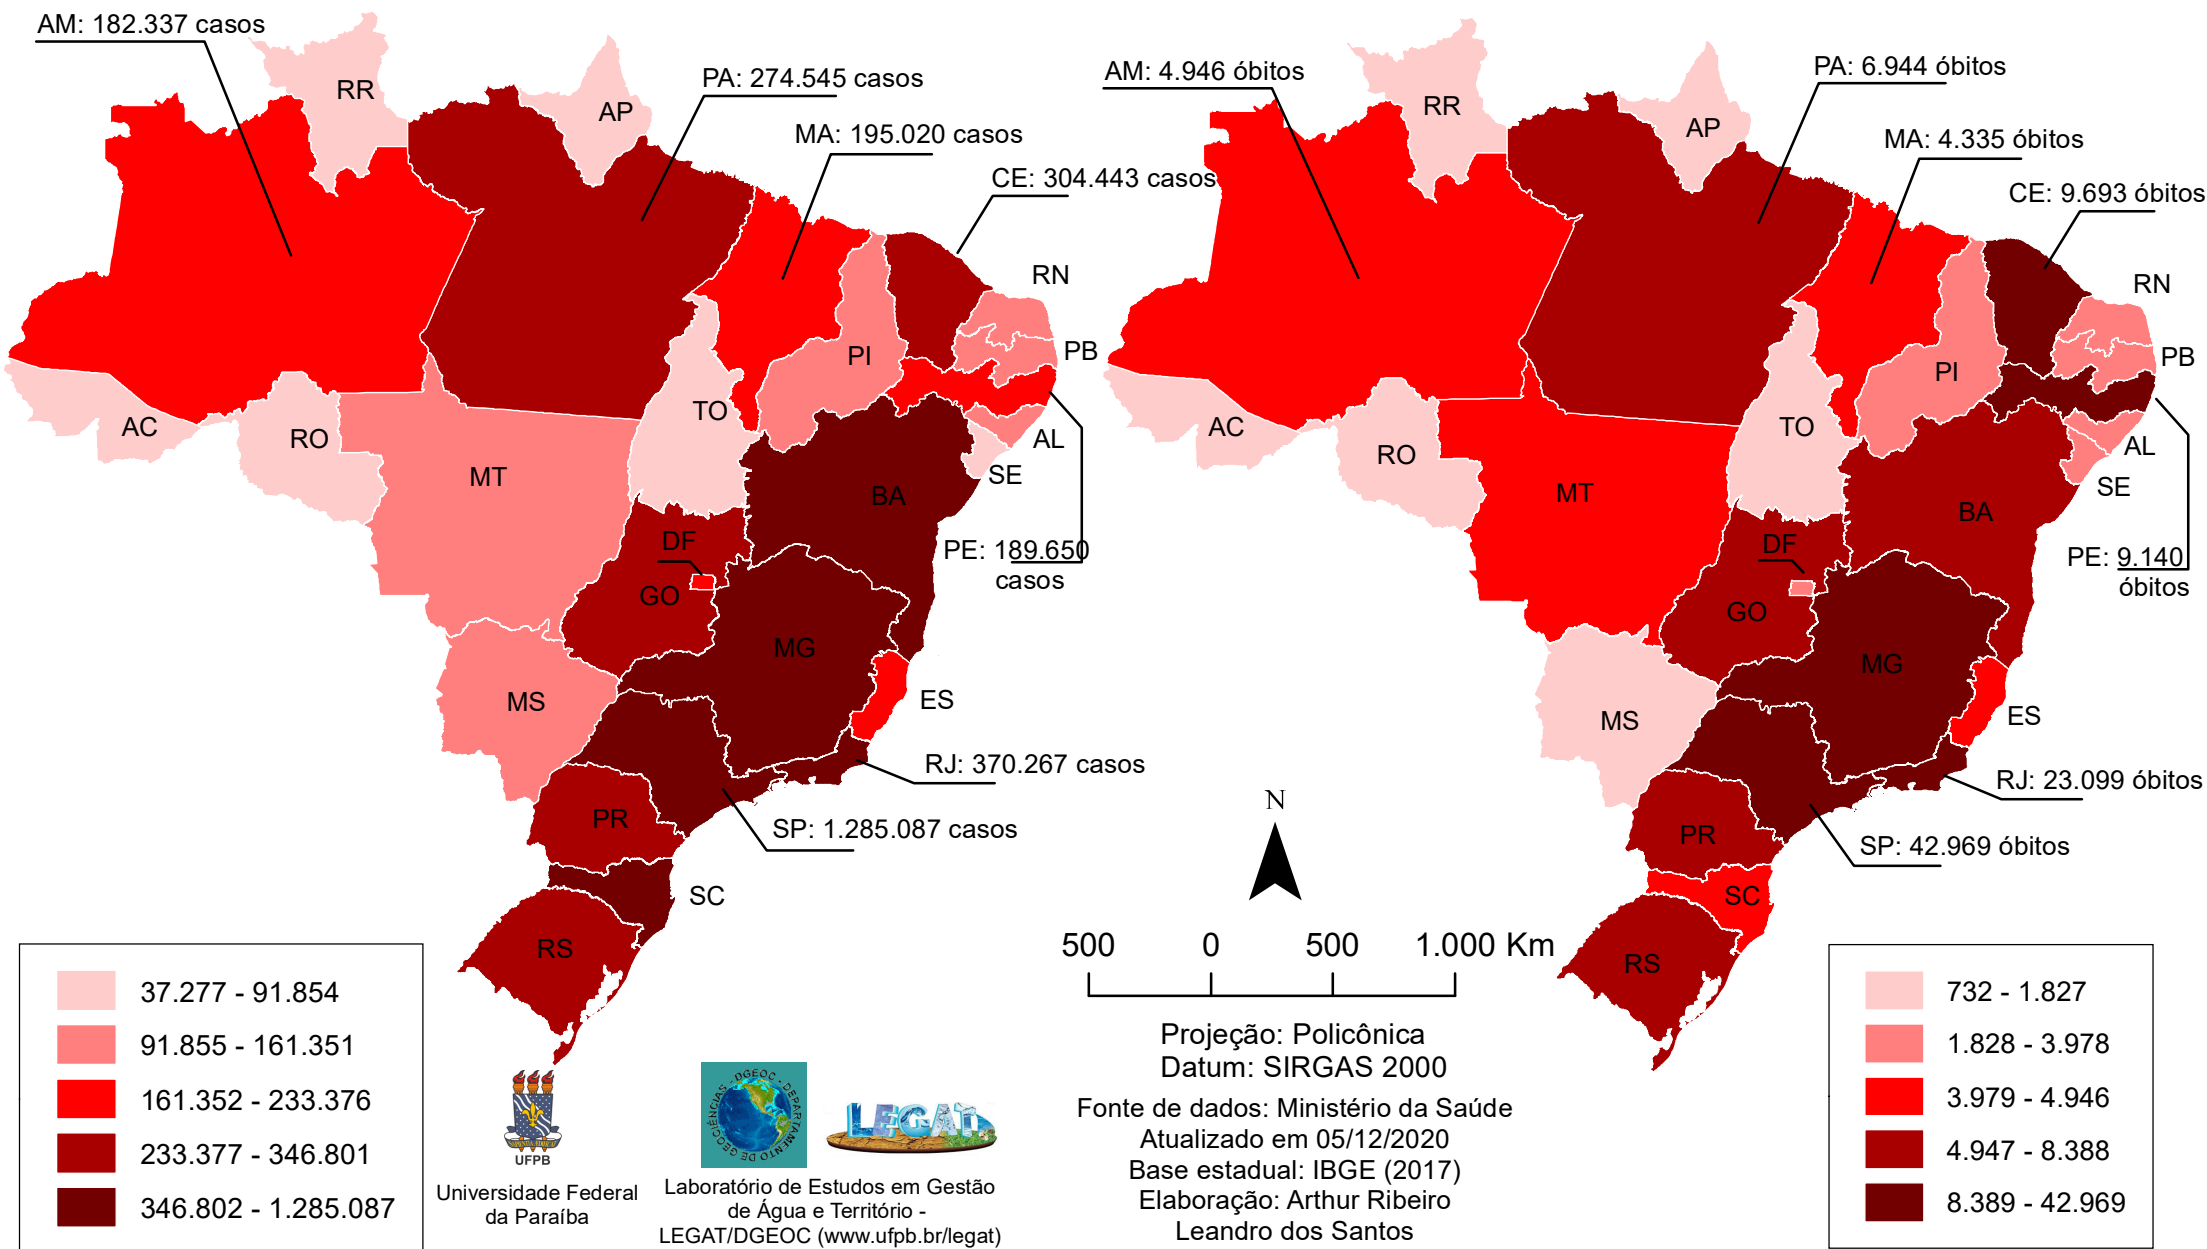 AM: 182.337 casos
RR
AP
PA: 274.545 casos
MA: 195.020 casos
CE: 304.443 casos
RN
PB
PI
TO
AC
RO
AL
SE
MT
BA
DF
PE: 189.650
casos
GO
MG
MS
ES
RJ: 370.267 casos
PR
SP: 1.285.087 casos
SC
RS
37.277 - 91.854
91.855 - 161.351
161.352 - 233.376
233.377 - 346.801
346.802 - 1.285.087
AM: 4.946 óbitos
RR
AP
PA: 6.944 óbitos
MA: 4.335 óbitos
CE: 9.693 óbitos
RN
PB
PI
TO
AC
RO
AL
SE
MT
BA
DF
PE: 9.140
óbitos
GO
MG
MS
ES
RJ: 23.099 óbitos
PR
SP: 42.969 óbitos
SC
RS
732 - 1.827
1.828 - 3.978
3.979 - 4.946
4.947 - 8.388
8.389 - 42.969
N
500 0 500 1.000 Km
Projeção: Policônica
Datum: SIRGAS 2000
Fonte de dados: Ministério da Saúde
Atualizado em 05/12/2020
Base estadual: IBGE (2017)
Elaboração: Arthur Ribeiro
Leandro dos Santos
UFPB
Universidade Federal
da Paraíba
DGEOC - DEPARTAMENTO DE GEOCIÊNCIAS -
LEGAT
Laboratório de Estudos em Gestão
de Água e Território -
LEGAT/DGEOC (www.ufpb.br/legat)